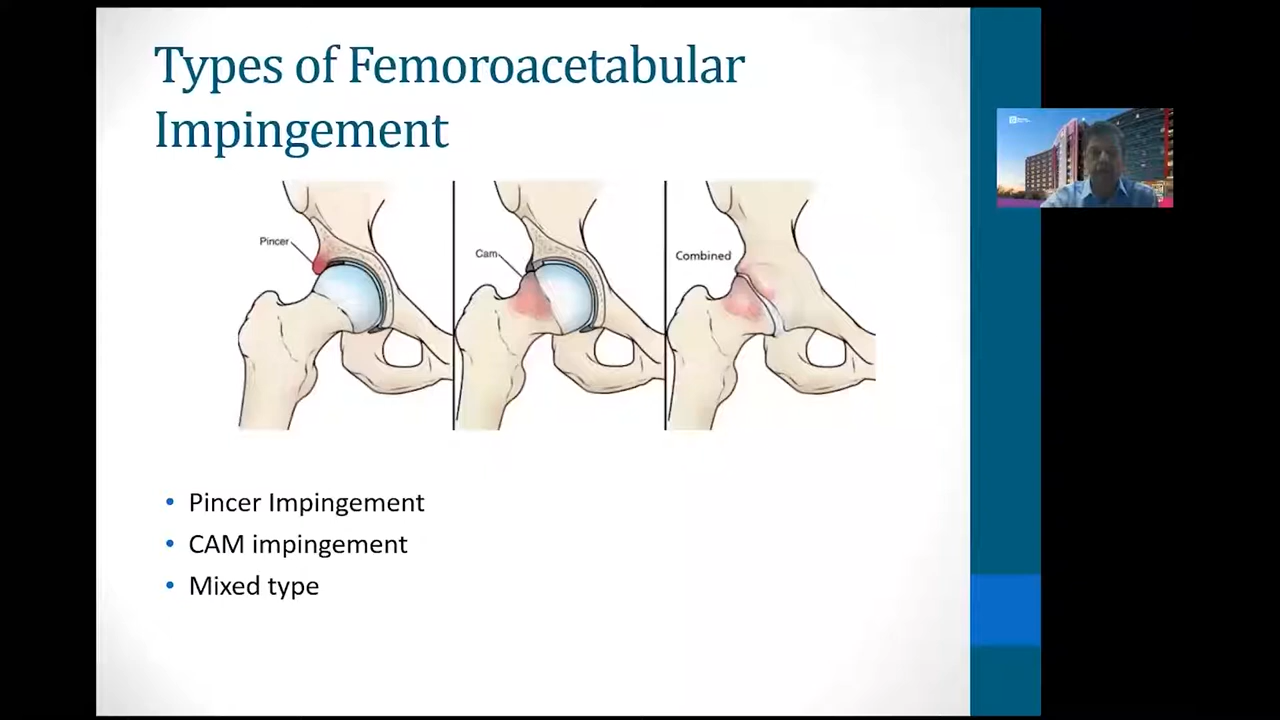 Types of Femoroacetabular
Impingement
Pincer
Cam
Combined
• Pincer Impingement
• CAM impingement
• Mixed type